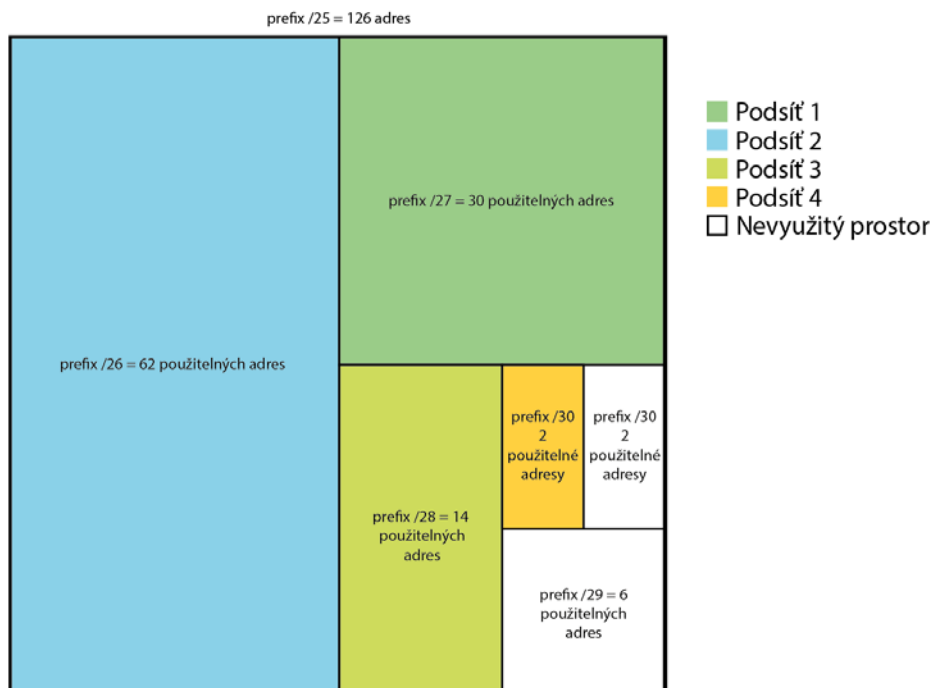 prefix /25 = 126 adres
prefix /26 = 62 použitelných adres
prefix /27 = 30 použitelných adres
prefix /28 = 14
použitelných
adres
prefix /30
2
použitelné
adresy
prefix /30
2
použitelné
adresy
prefix /29 = 6
použitelných
adres
Podsíť 1
Podsíť 2
Podsíť 3
Podsíť 4
Nevyužitý prostor